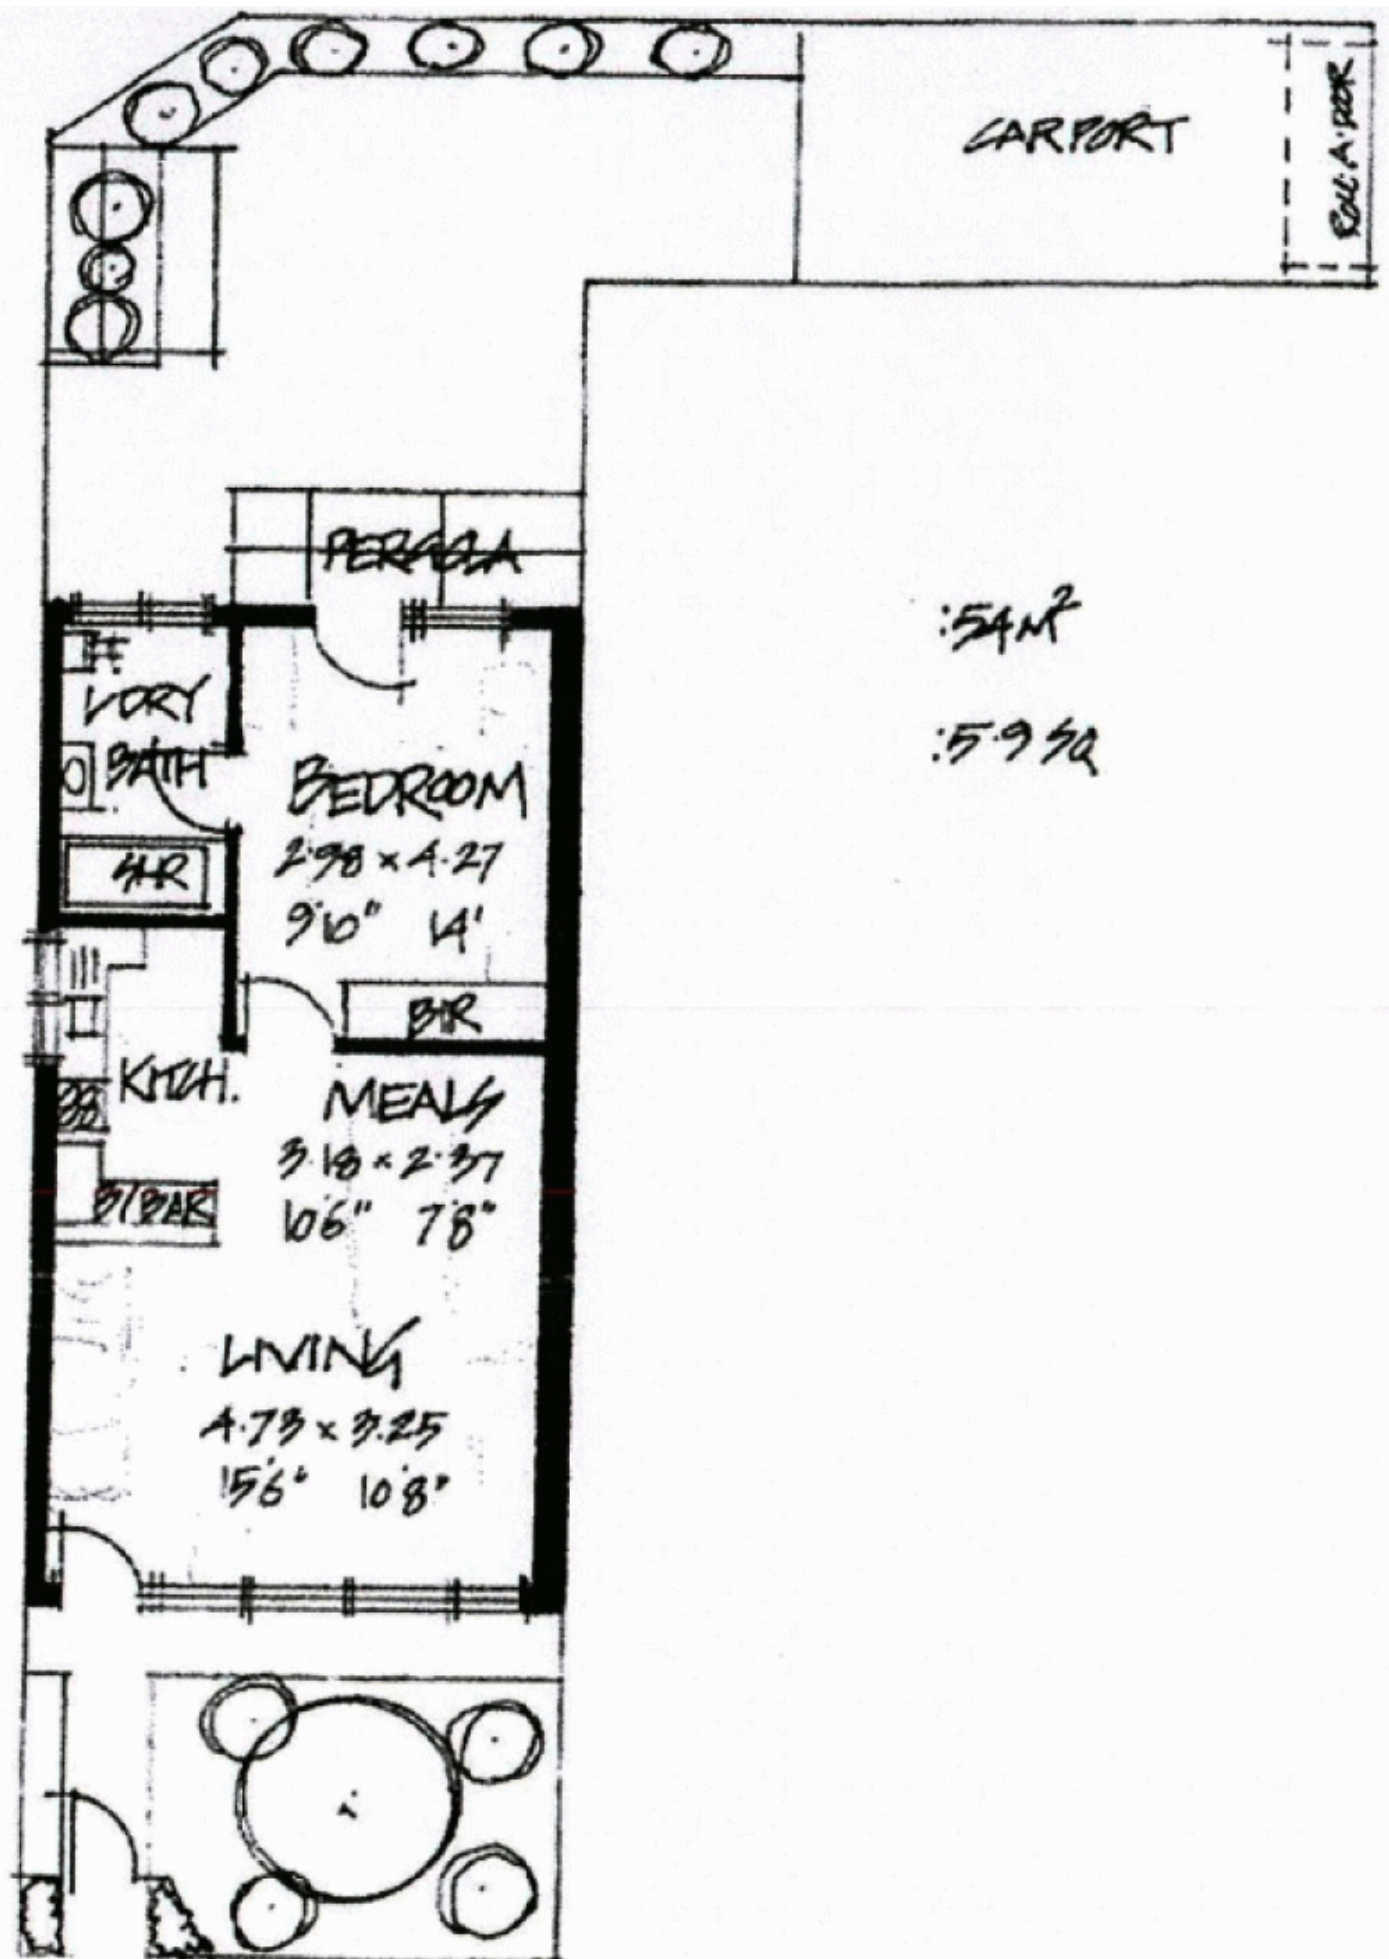 CARPORT
ROLL-A-DOOR
PERGOLA
:54M²
:5.9 SQ
LDRY
BATH
SHR
BEDROOM
2.98 x 4.27
9'10" 14'
BIR
KITCH.
MEALS
3.18 x 2.37
10'6" 7'8"
B/BAR
LIVING
4.73 x 3.25
15'6" 10'8"